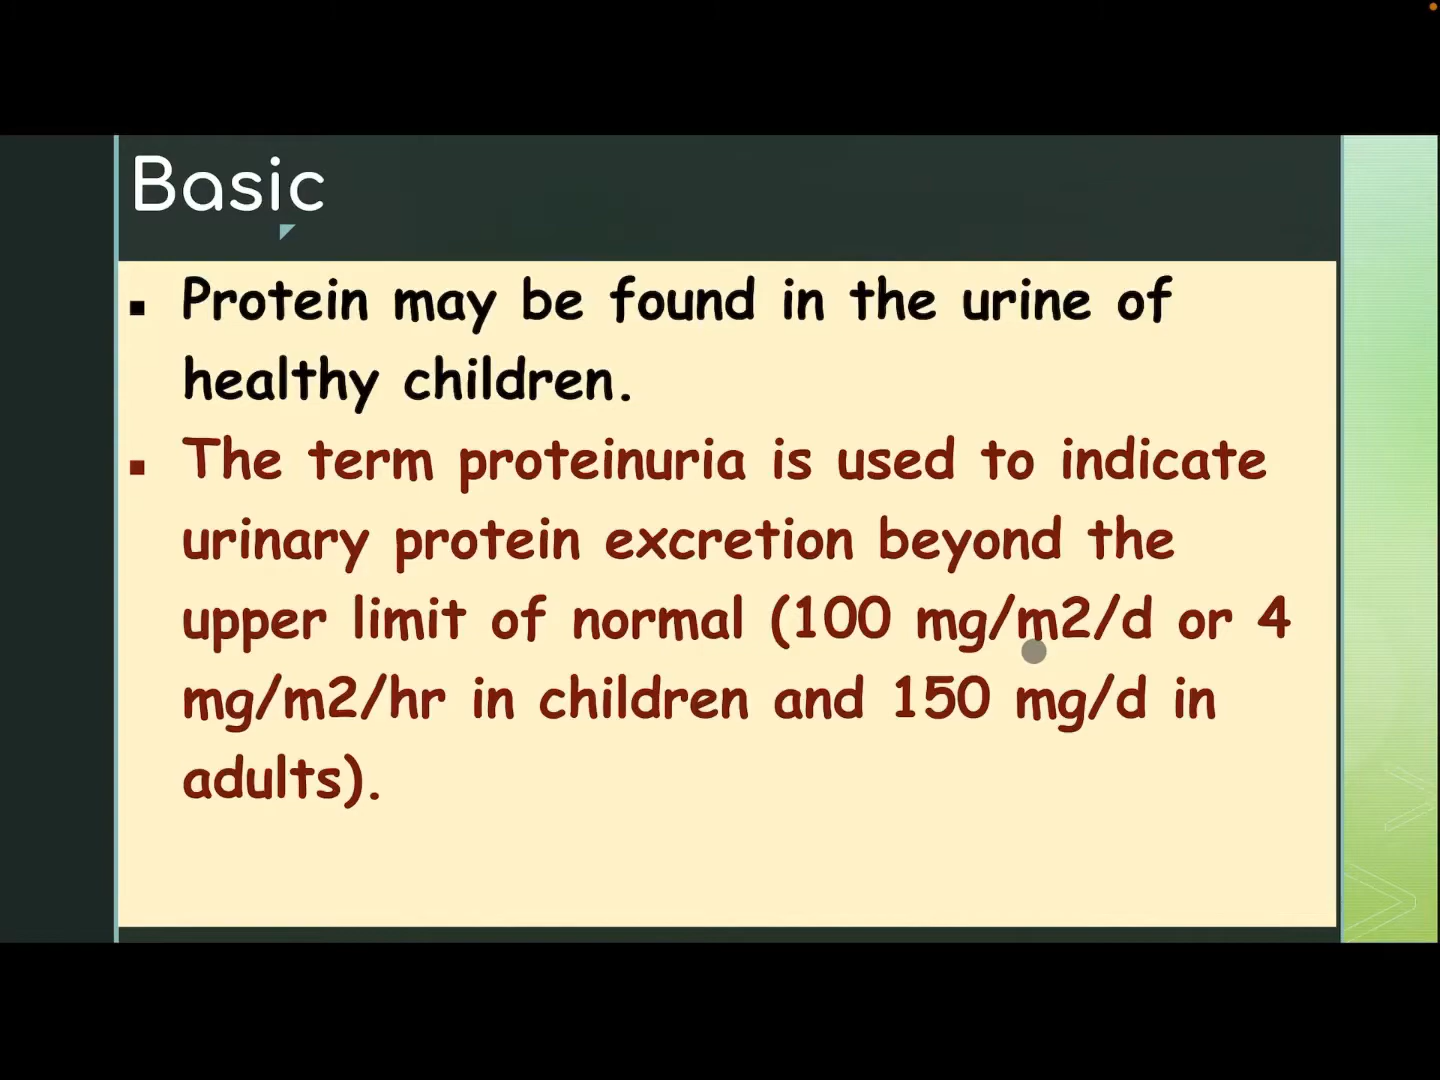 Basic
▪ Protein may be found in the urine of
healthy children.
▪ The term proteinuria is used to indicate
urinary protein excretion beyond the
upper limit of normal (100 mg/m2/d or 4
mg/m2/hr in children and 150 mg/d in
adults).